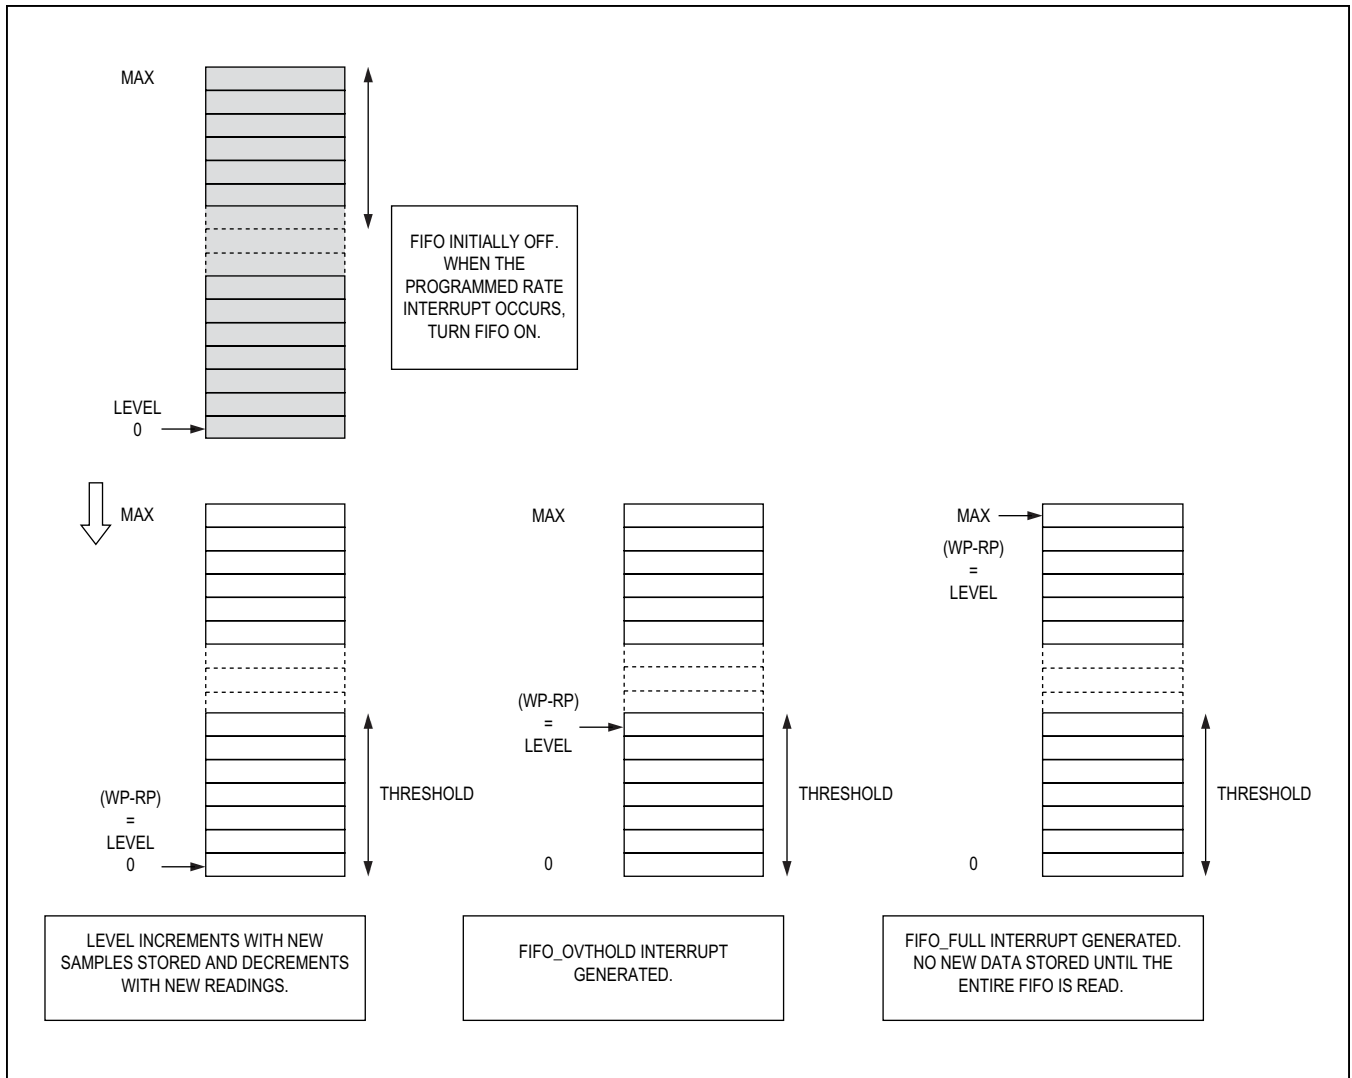 MAX
FIFO INITIALLY OFF.
WHEN THE
PROGRAMMED RATE
INTERRUPT OCCURS,
TURN FIFO ON.
LEVEL
0
MAX
(WP-RP)
=
LEVEL
0
THRESHOLD
LEVEL INCREMENTS WITH NEW
SAMPLES STORED AND DECREMENTS
WITH NEW READINGS.
MAX
(WP-RP)
=
LEVEL
0
THRESHOLD
FIFO_OVTHOLD INTERRUPT
GENERATED.
MAX
(WP-RP)
=
LEVEL
0
THRESHOLD
FIFO_FULL INTERRUPT GENERATED.
NO NEW DATA STORED UNTIL THE
ENTIRE FIFO IS READ.